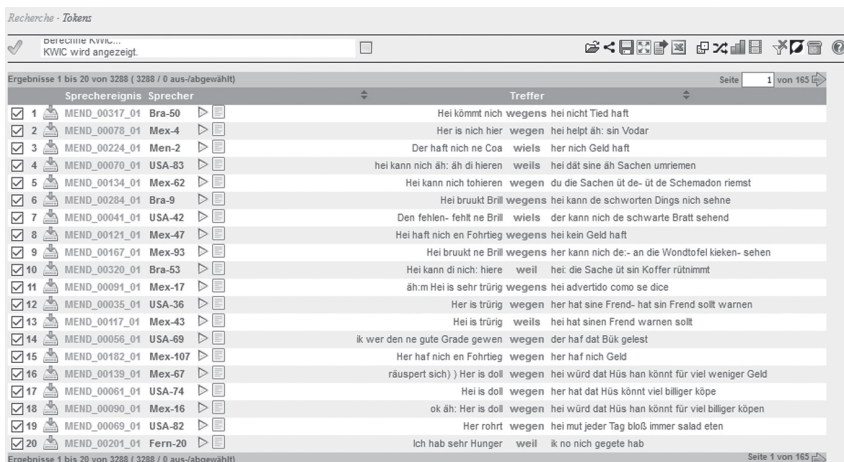 Recherche - Tokens
Berechne KWIC...
KWIC wird angezeigt.
Ergebnisse 1 bis 20 von 3288 ( 3288 / 0 aus-/abgewählt) Seite 1 von 165
Sprechereignis Sprecher Treffer
1 MEND_00317_01 Bra-50 Hei kömmt nich wegens hei nicht Tied haft
2 MEND_00078_01 Mex-4 Her is nich hier wegen hei helpt äh: sin Vodar
3 MEND_00224_01 Men-2 Der haft nich ne Coa wiels her nich Geld haft
4 MEND_00070_01 USA-83 hei kann nich äh: äh di hieren weils hei dät sine äh Sachen umriemen
5 MEND_00134_01 Mex-62 Hei kann nich tohieren wegen du die Sachen üt de- üt de Schemadon riemst
6 MEND_00284_01 Bra-9 Hei bruukt Brill wegens hei kann de schworten Dings nich sehne
7 MEND_00041_01 USA-42 Den fehlen- fehlt ne Brill wiels der kann nich de schwarte Bratt sehend
8 MEND_00121_01 Mex-47 Hei haft nich en Fohrtieg wegens hei kein Geld haft
9 MEND_00167_01 Mex-93 Hei bruukt ne Brill wegens her kann nich de:- an die Wondtofel kieken- sehen
10 MEND_00320_01 Bra-53 Hei kann di nich: hiere weil hei: die Sache üt sin Koffer rütnimmt
11 MEND_00091_01 Mex-17 äh:m Hei is sehr trürig wegens hei advertido como se dice
12 MEND_00035_01 USA-36 Her is trürig wegen her hat sine Frend- hat sin Frend sollt warnen
13 MEND_00117_01 Mex-43 Hei is trürig weils hei hat sinen Frend warnen sollt
14 MEND_00056_01 USA-69 ik wer den ne gute Grade gewen wegen der haf dat Bük gelest
15 MEND_00182_01 Mex-107 Her haf nich en Fohrtieg wegen her haf nich Geld
16 MEND_00139_01 Mex-67 räuspert sich) ) Her is doll wegen hei würd dat Hüs han könnt für viel weniger Geld
17 MEND_00061_01 USA-74 Hei is doll wegen her hat dat Hüs könnt viel billiger köpe
18 MEND_00090_01 Mex-16 ok äh: Her is doll wegen hei würd dat Hüs han könnt für viel billiger köpen
19 MEND_00069_01 USA-82 Her rohrt wegen hei mut jeder Tag bloß immer salad eten
20 MEND_00201_01 Fern-20 Ich hab sehr Hunger weil ik no nich gegete hab
Ergebnisse 1 bis 20 von 3288 ( 3288 / 0 aus-/abgewählt) Seite 1 von 165